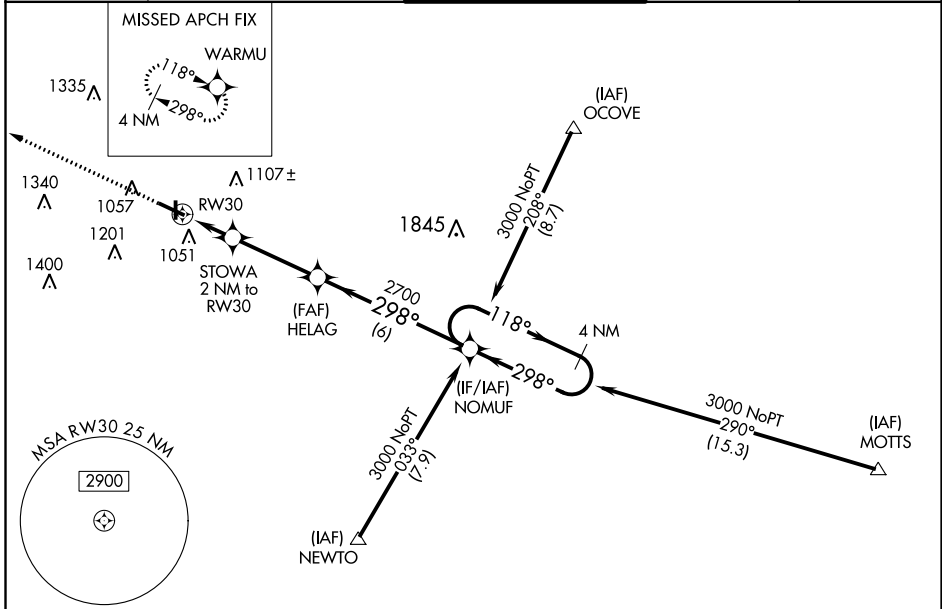 MISSED APCH FIX
WARMU
118°
298°
4 NM
1335
(IAF)
OCOVE
3000 NoPT
208°
(8.7)
1340
1057
1107 ±
RW30
1201
1051
1400
1845
STOWA
2 NM to
RW30
(FAF)
HELAG
2700
298°
(6)
118°
4 NM
298°
(IF/IAF)
NOMUF
3000 NoPT
290°
(15.3)
(IAF)
MOTTS
3000 NoPT
033°
(7.9)
(IAF)
NEWTO
MSA RW30 25 NM
2900